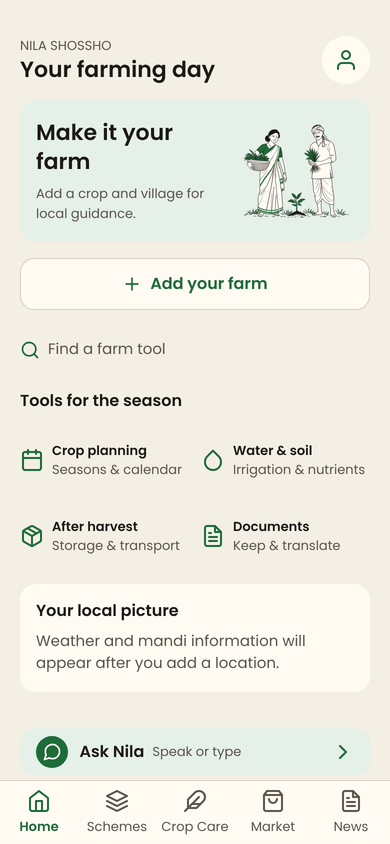 NILA SHOSSHO
Your farming day
Make it your
farm
Add a crop and village for
local guidance.
Add your farm
Find a farm tool
Tools for the season
Crop planning
Seasons & calendar
Water & soil
Irrigation & nutrients
After harvest
Storage & transport
Documents
Keep & translate
Your local picture
Weather and mandi information will
appear after you add a location.
Ask Nila Speak or type
Home Schemes Crop Care Market News